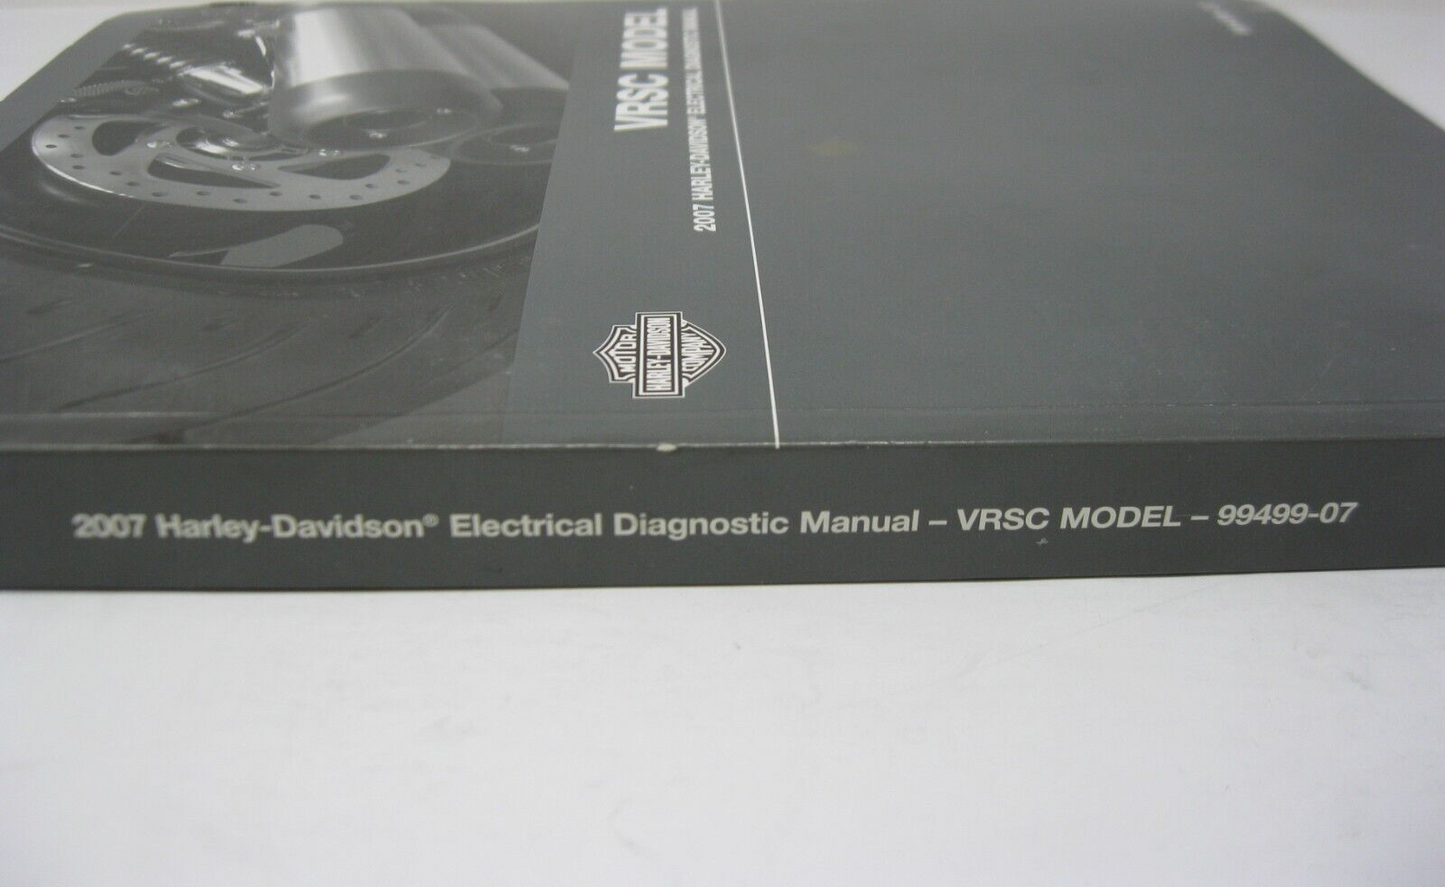 VRSC MODEL
2007 HARLEY-DAVIDSON® ELECTRICAL DIAGNOSTIC MANUAL
MOTOR
HARLEY-DAVIDSON
COMPANY
2007 Harley-Davidson® Electrical Diagnostic Manual – VRSC MODEL – 99499-07